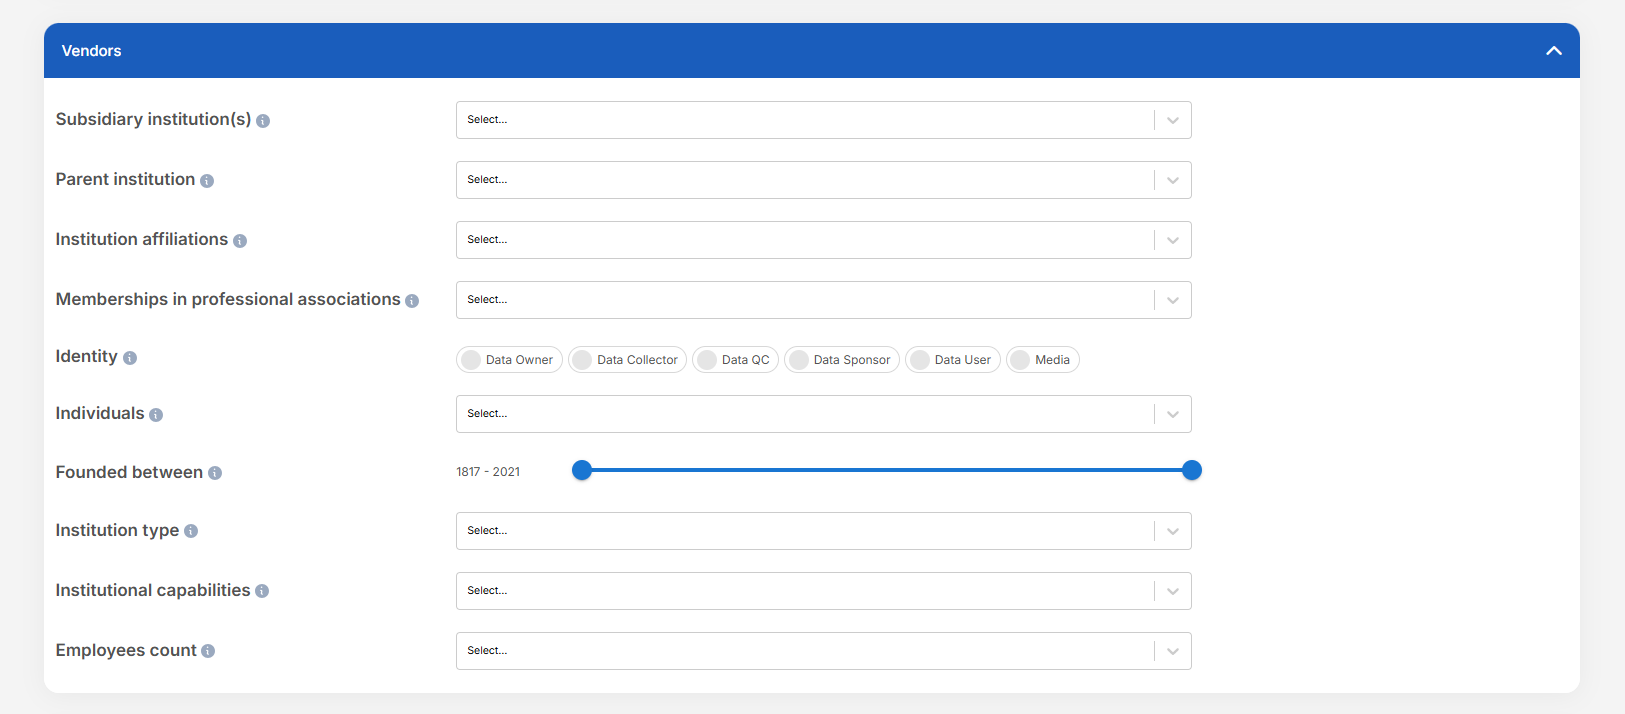 Vendors
Subsidiary institution(s)
Select...
Parent institution
Select...
Institution affiliations
Select...
Memberships in professional associations
Select...
Identity
Data Owner Data Collector Data QC Data Sponsor Data User Media
Individuals
Select...
Founded between
1817 - 2021
Institution type
Select...
Institutional capabilities
Select...
Employees count
Select...